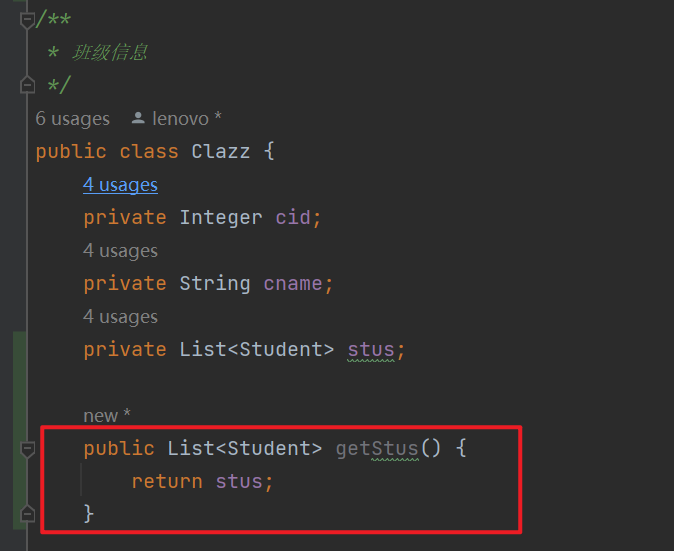 /**
 * 班级信息
 */
6 usages lenovo *
public class Clazz {
4 usages
private Integer cid;
4 usages
private String cname;
4 usages
private List<Student> stus;
new *
public List<Student> getStus() {
return stus;
}